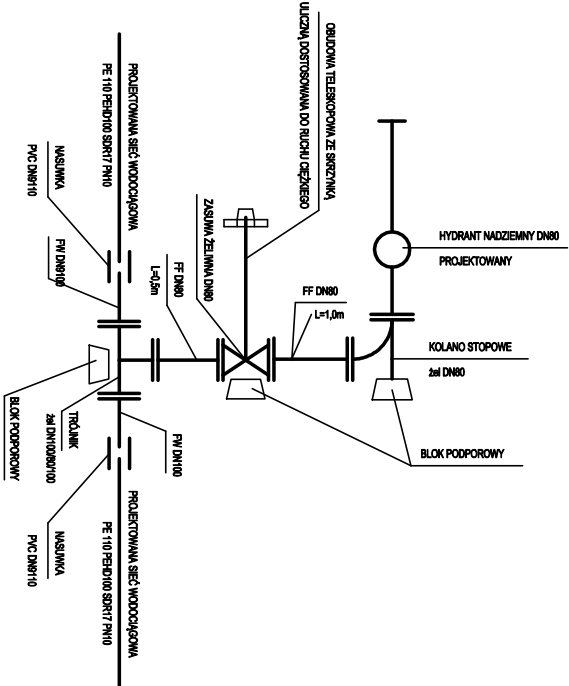 OBUDOWA TELESKOPOWA ZE SKRZYNKĄ
ULICZNĄ DOSTOSOWANA DO RUCHU CIĘŻKIEGO
HYDRANT NADZIEMNY DN80
PROJEKTOWANY
PROJEKTOWANA SIEĆ WODOCIĄGOWA
PE 110 PEHD100 SDR17 PN10
NASUWKA
PVC DN9110
FW DN9100
ZASUWA ŻELIWNA DN80
FF DN80
L=0,5m
FF DN80
L=1,0m
KOLANO STOPOWE
żel DN80
BLOK PODPOROWY
BLOK PODPOROWY
TRÓJNIK
żel DN100/80/100
FW DN100
NASUWKA
PVC DN9110
PROJEKTOWANA SIEĆ WODOCIĄGOWA
PE 110 PEHD100 SDR17 PN10